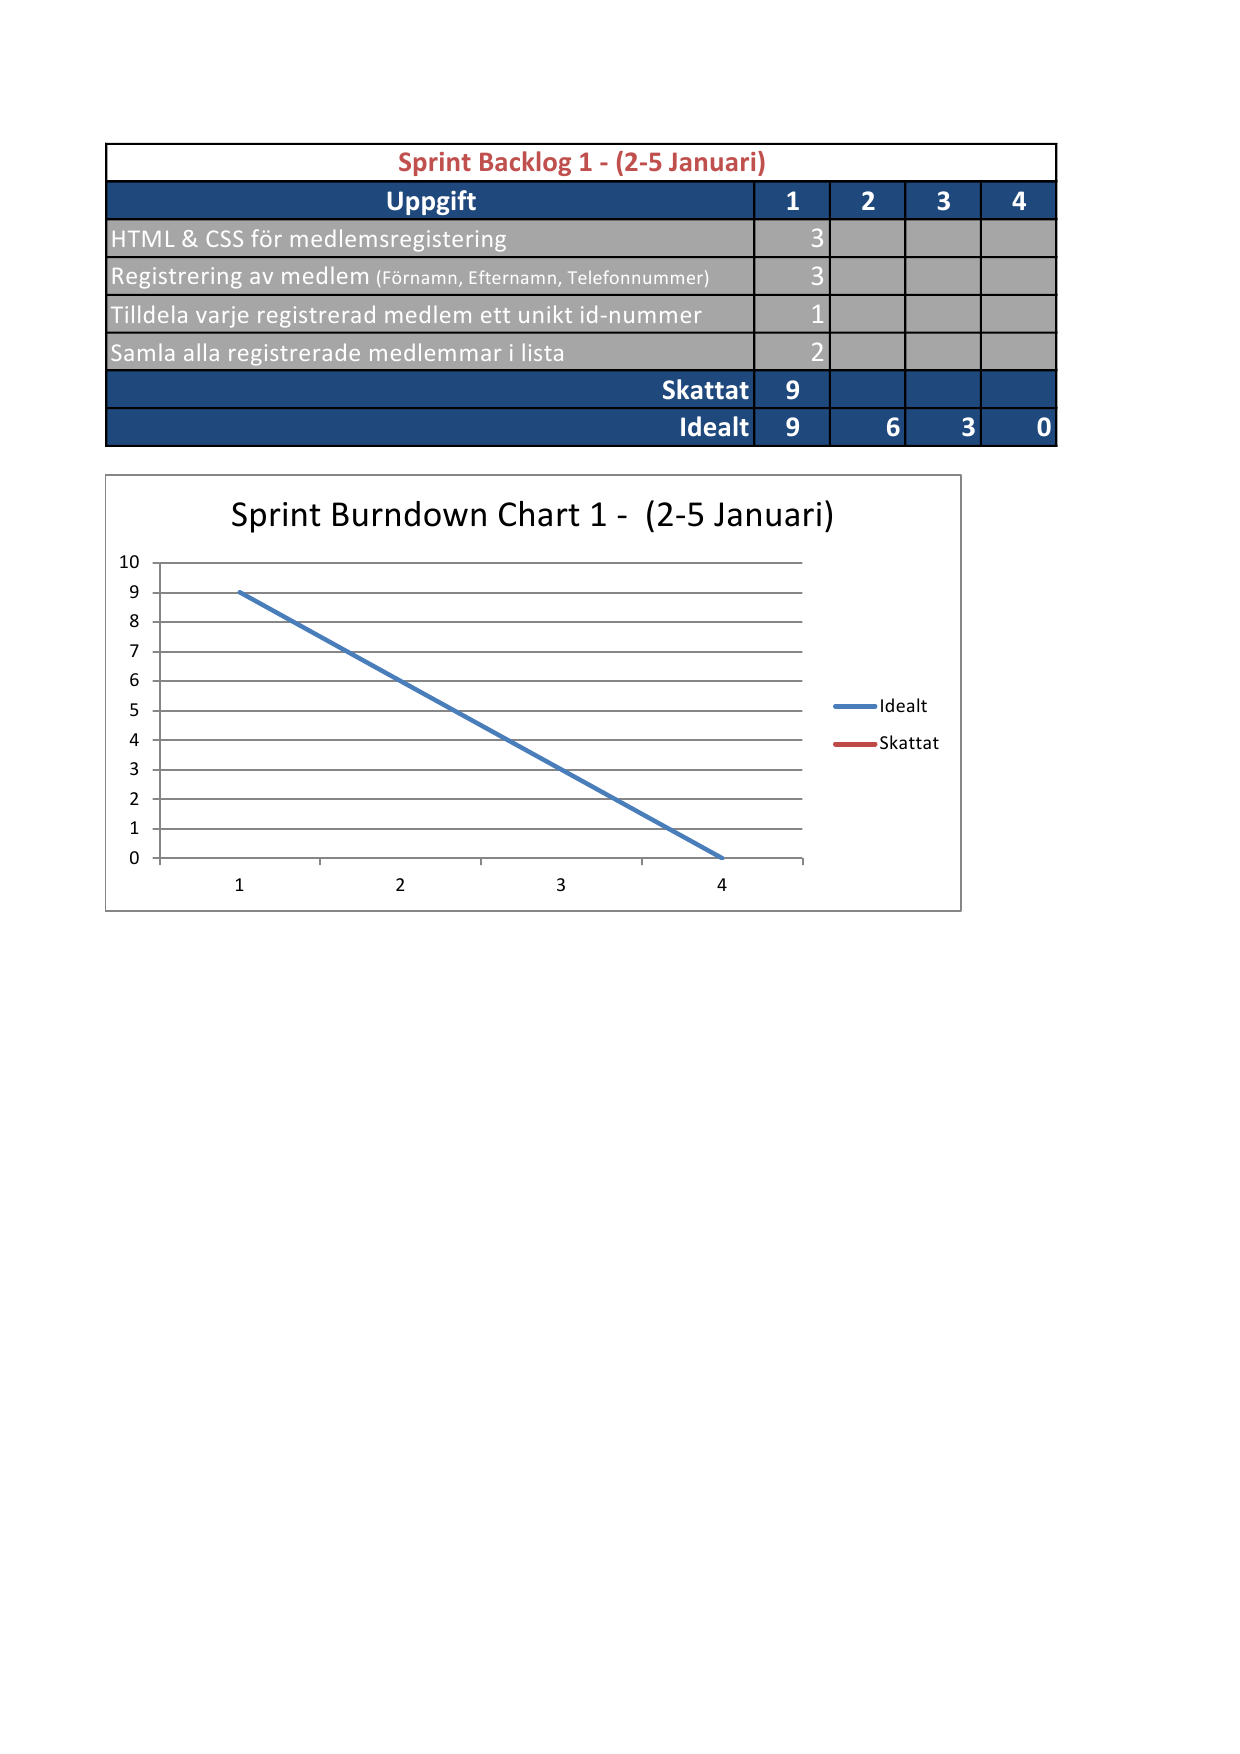 Sprint Backlog 1 - (2-5 Januari)
Uppgift 1 2 3 4
HTML & CSS för medlemsregistering 3
Registrering av medlem (Förnamn, Efternamn, Telefonnummer) 3
Tilldela varje registrerad medlem ett unikt id-nummer 1
Samla alla registrerade medlemmar i lista 2
Skattat 9
Idealt 9 6 3 0
Sprint Burndown Chart 1 -  (2-5 Januari)
10
9
8
7
6
5
4
3
2
1
0
1 2 3 4
Idealt
Skattat